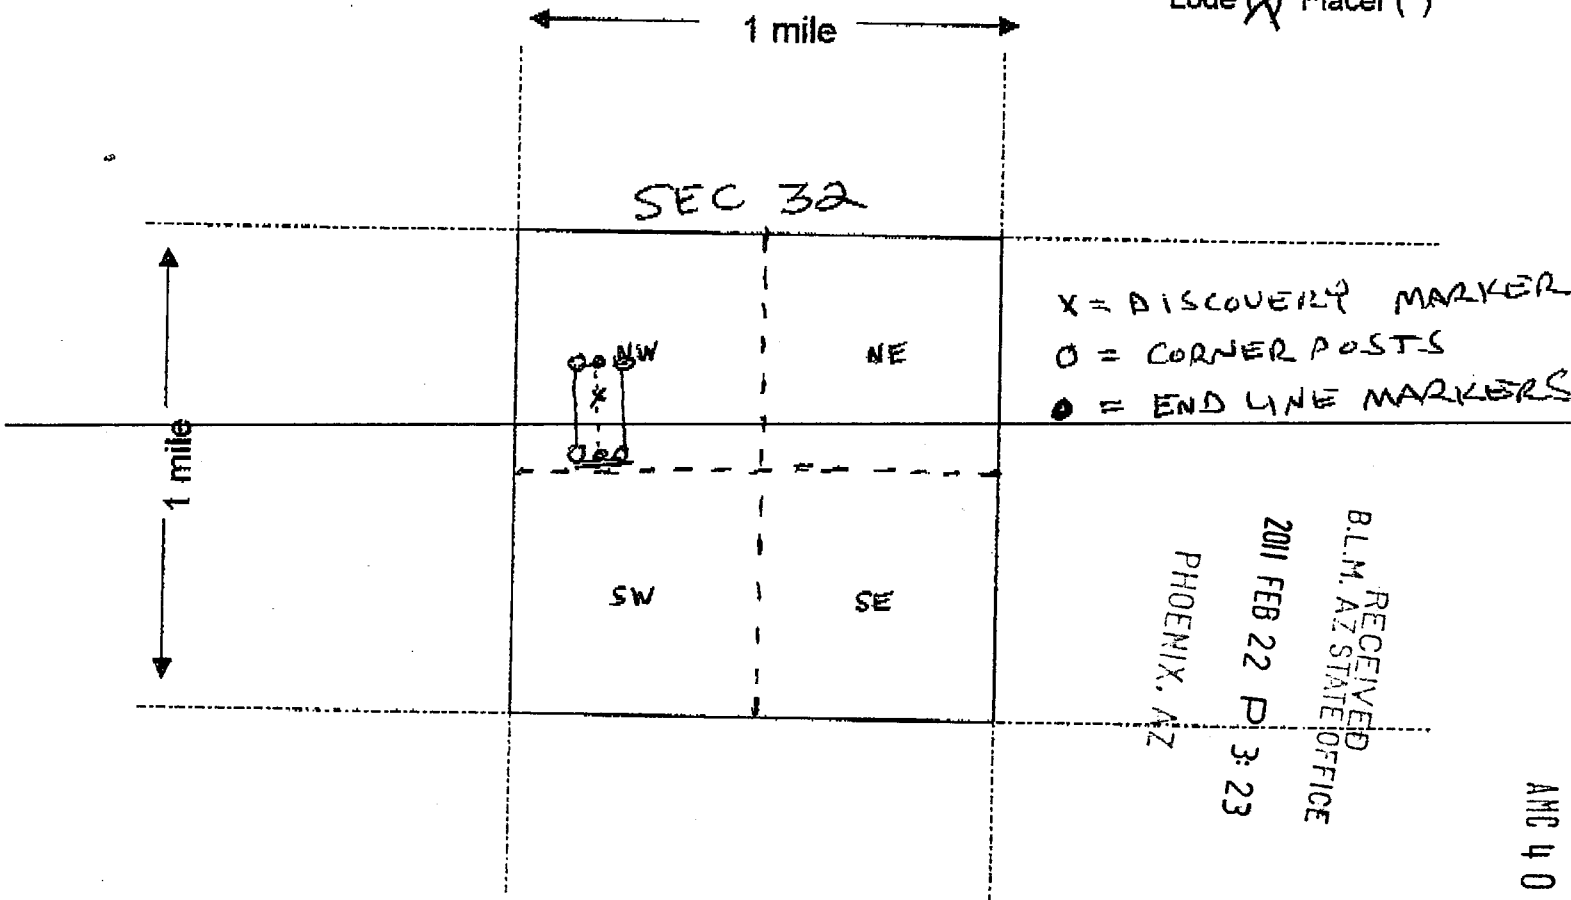 Lode (X) Placer ( )
1 mile
SEC 32
1 mile
NW
NE
SW
SE
X = DISCOVERY MARKER
O = CORNER POSTS
● = END LINE MARKERS
RECEIVED
B.L.M. AZ STATE OFFICE
2011 FEB 22 P 3:23
PHOENIX, AZ
AMC 40